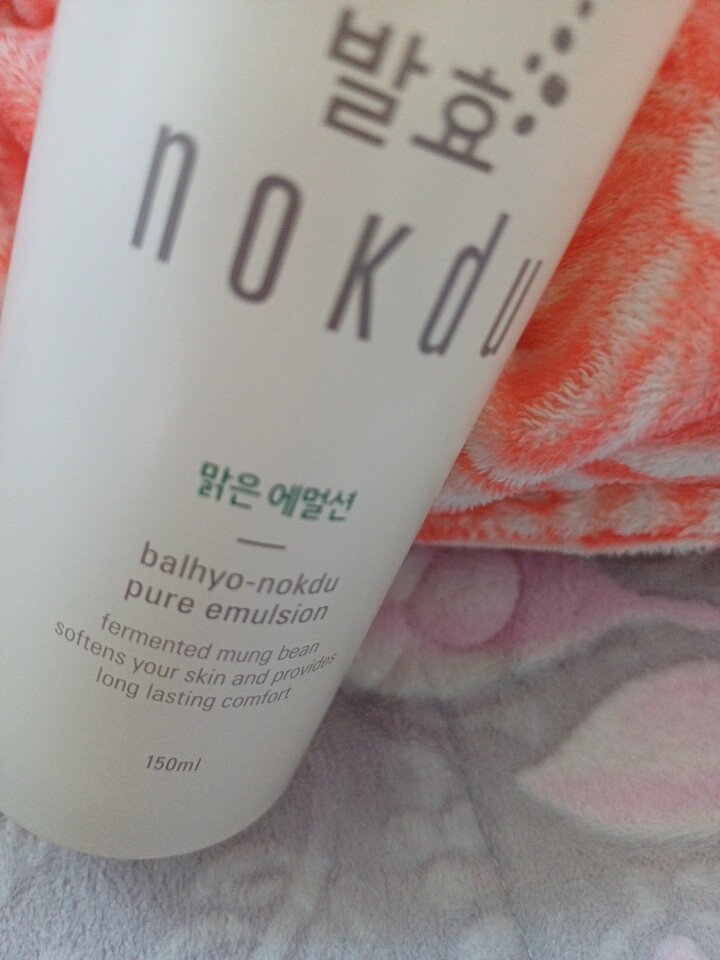 발효
nokdu
맑은 에멀션
balhyo-nokdu
pure emulsion
fermented mung bean
softens your skin and provides
long lasting comfort
150ml